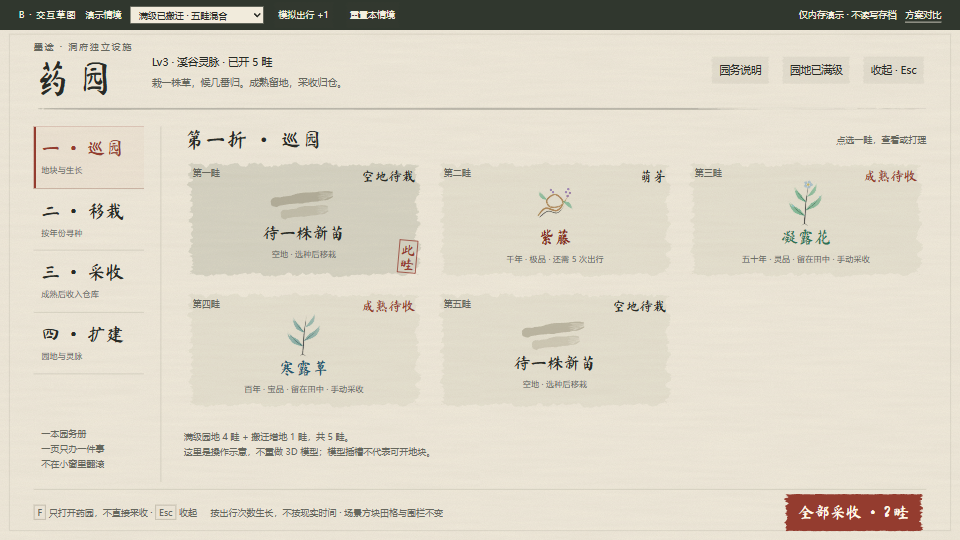 B · 交互草图 演示情境 满级已搬迁 · 五畦混合 模拟出行 +1 重置本情境 仅内存演示 · 不读写存档 方案对比
墨途 · 洞府独立设施
药园
Lv3 · 溪谷灵脉 · 已开 5 畦
栽一株草，候几番归。成熟留地，采收归仓。
园务说明 园地已满级 收起 · Esc
一 · 巡园
地块与生长
二 · 移栽
按年份寻种
三 · 采收
成熟后收入仓库
四 · 扩建
园地与灵脉
一本园务册
一页只办一件事
不在小窗里翻滚
第一折 · 巡园
点选一畦，查看或打理
第一畦 空地待栽
待一株新苗
空地 · 选种后移栽
此畦
第二畦 萌芽
紫藤
千年 · 极品 · 还需 5 次出行
第三畦 成熟待收
凝露花
五十年 · 灵品 · 留在田中 · 手动采收
第四畦 成熟待收
寒露草
百年 · 宝品 · 留在田中 · 手动采收
第五畦 空地待栽
待一株新苗
空地 · 选种后移栽
满级园地 4 畦 + 搬迁增地 1 畦，共 5 畦。
这里是操作示意，不重做 3D 模型；模型插槽不代表可开地块。
F 只打开药园，不直接采收 · Esc 收起 按出行次数生长，不按现实时间 · 场景方块田格与围栏不变
全部采收 · 2畦